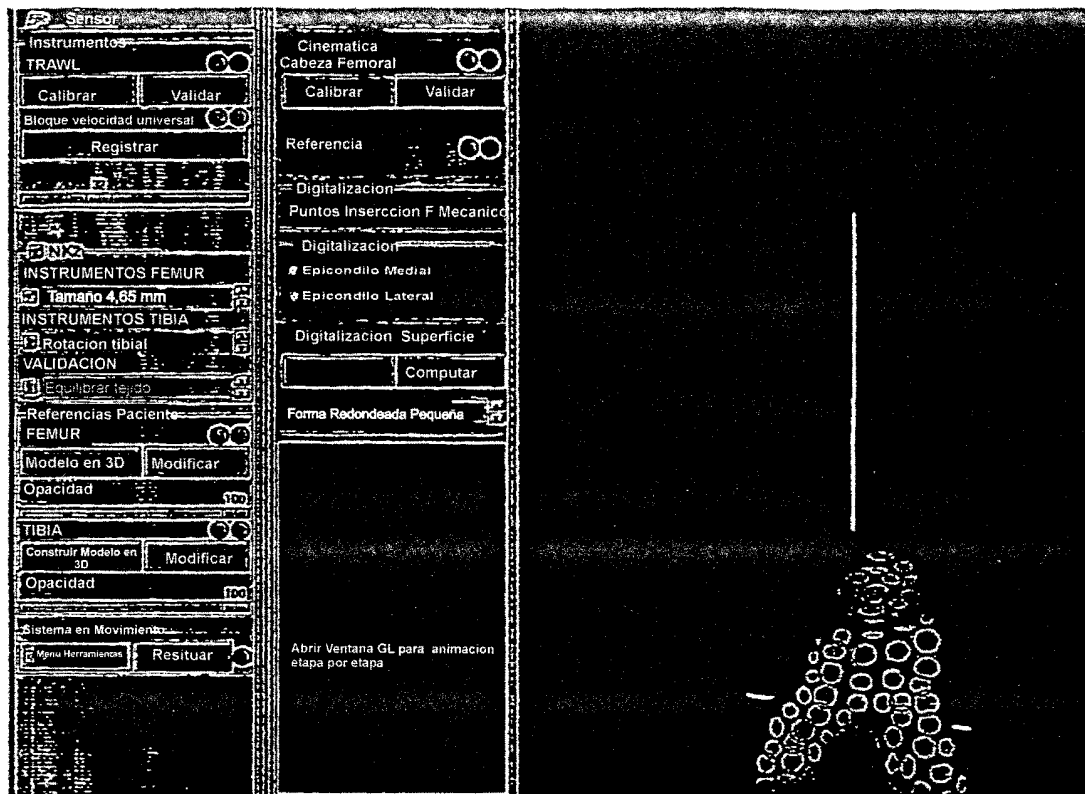 Sensor
Instrumentos
TRAWL
Calibrar
Validar
Bloque velocidad universal
Registrar
NK2
INSTRUMENTOS FEMUR
Tamaño 4,65 mm
INSTRUMENTOS TIBIA
Rotacion tibial
VALIDACION
Equilibrar tejido
Referencias Paciente
FEMUR
Modelo en 3D
Modificar
Opacidad
100
TIBIA
Construir Modelo en
3D
Modificar
Opacidad
100
Sistema en Movimiento
Menu Herramientas
Resituar
Cinematica
Cabeza Femoral
Calibrar
Validar
Referencia
Digitalizacion
Puntos Inserccion F Mecanico
Digitalizacion
Epicondilo Medial
Epicondilo Lateral
Digitalizacion Superficie
Computar
Forma Redondeada Pequeña
Abrir Ventana GL para animacion
etapa por etapa